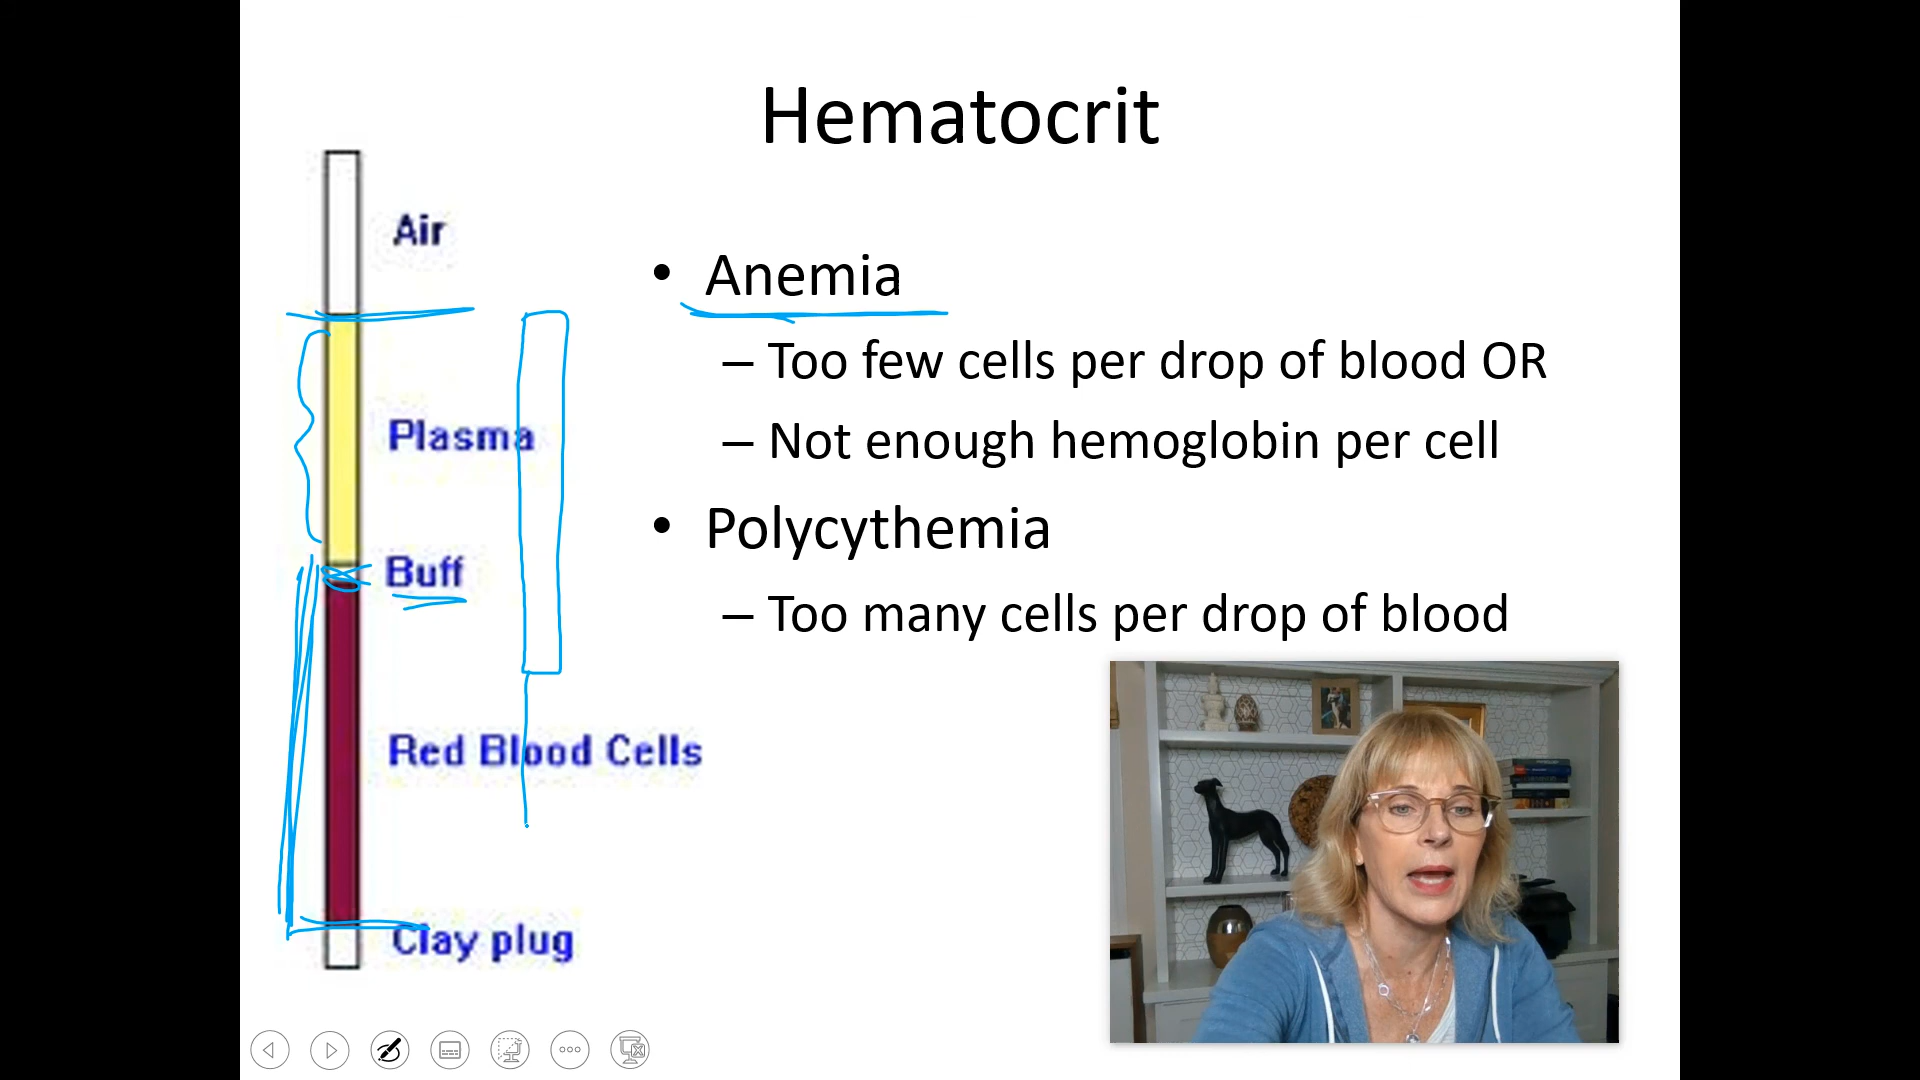 Hematocrit
Air
Plasma
Buff
Red Blood Cells
Clay plug
• Anemia
– Too few cells per drop of blood OR
– Not enough hemoglobin per cell
• Polycythemia
– Too many cells per drop of blood